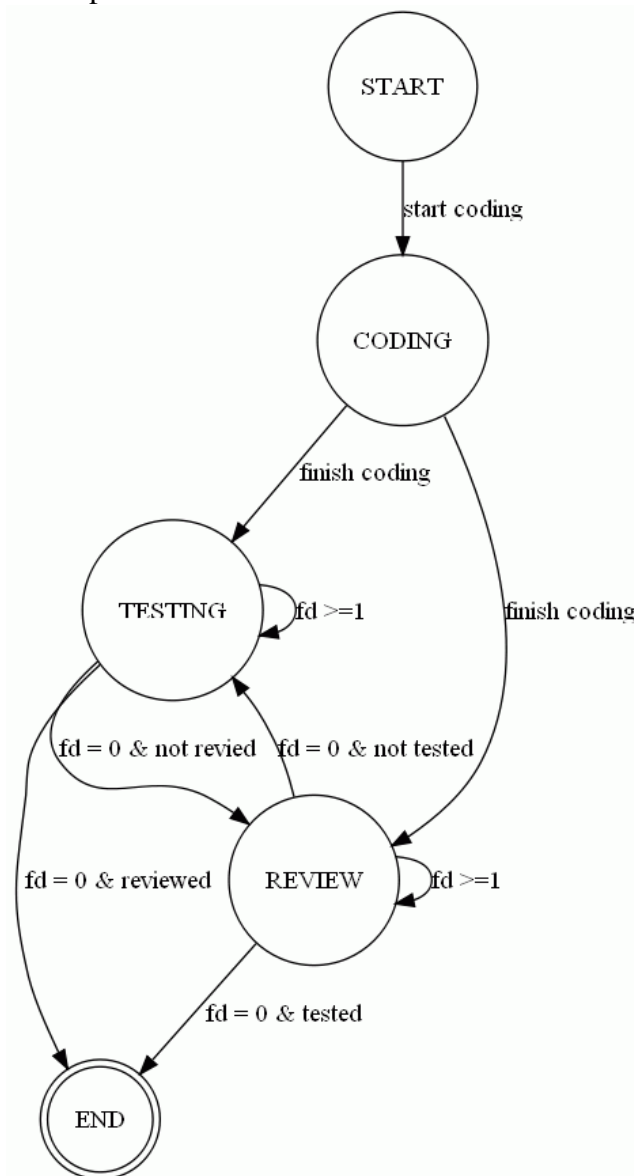 START
start coding
CODING
finish coding
TESTING
fd >=1
finish coding
fd = 0 & not revied
fd = 0 & not tested
fd = 0 & reviewed
REVIEW
fd >=1
fd = 0 & tested
END